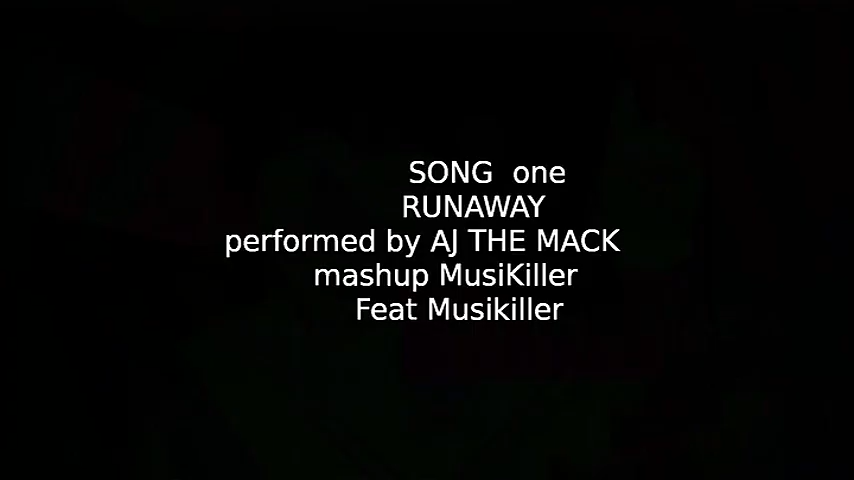 SONG  one
RUNAWAY
performed by AJ THE MACK
mashup MusiKiller
Feat Musikiller